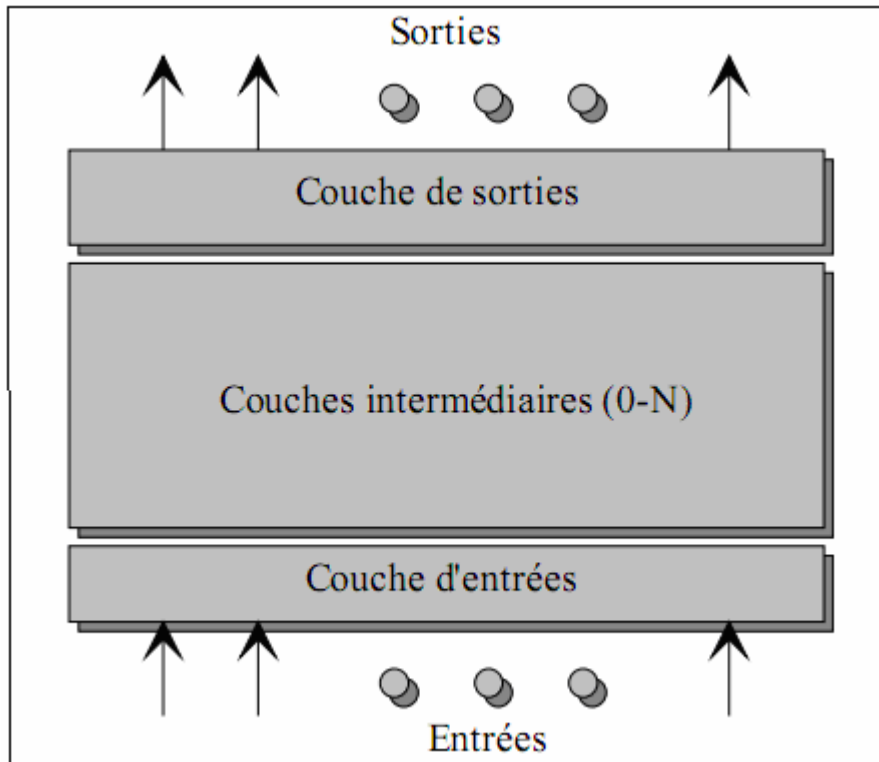 Sorties
Couche de sorties
Couches intermédiaires (0-N)
Couche d'entrées
Entrées